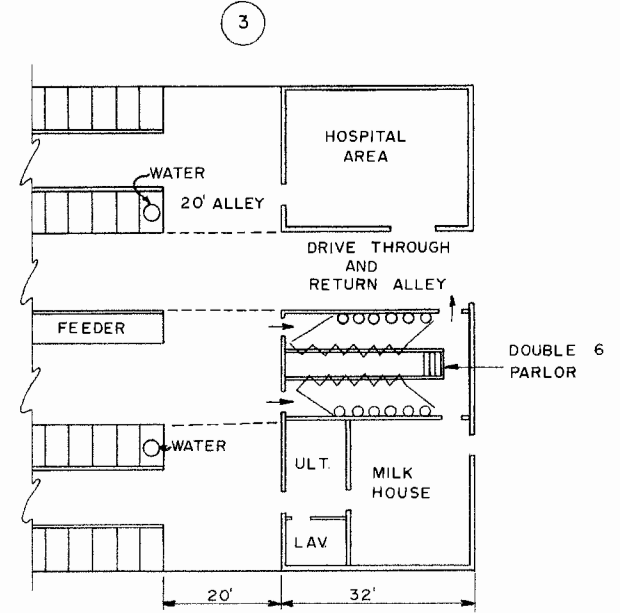 3
HOSPITAL
AREA
WATER
20' ALLEY
DRIVE THROUGH
AND
RETURN ALLEY
FEEDER
DOUBLE 6
PARLOR
WATER
ULT.
MILK
HOUSE
LAV.
20'
32'